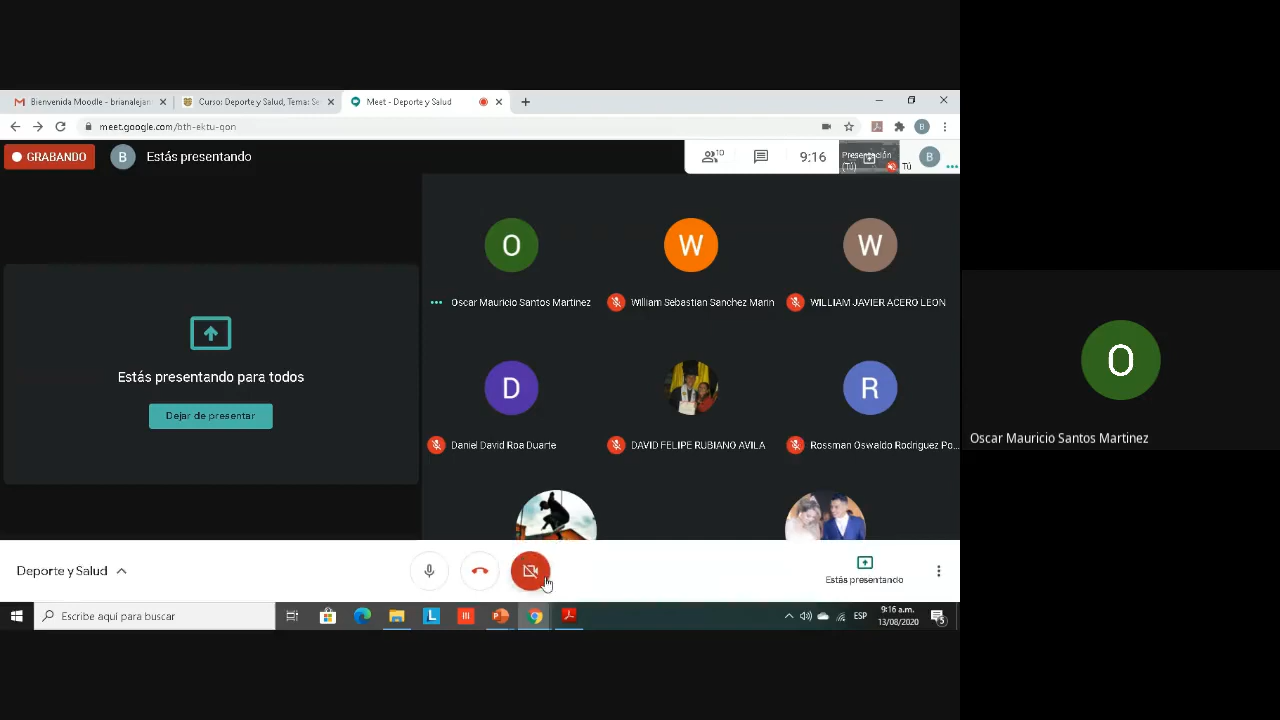 Bienvenida Moodle - brianalejan
Curso: Deporte y Salud, Tema: Se
Meet - Deporte y Salud
meet.google.com/bth-ektu-qon
B
GRABANDO
B
Estás presentando
10
9:16
Presentación
(Tú)
Tú
B
O
W
W
Oscar Mauricio Santos Martinez
William Sebastian Sanchez Marin
WILLIAM JAVIER ACERO LEON
Estás presentando para todos
Dejar de presentar
D
R
Daniel David Roa Duarte
DAVID FELIPE RUBIANO AVILA
Rossman Oswaldo Rodriguez Po...
O
Oscar Mauricio Santos Martinez
Deporte y Salud
Estás presentando
Escribe aquí para buscar
L
ESP
9:16 a.m.
13/08/2020
5